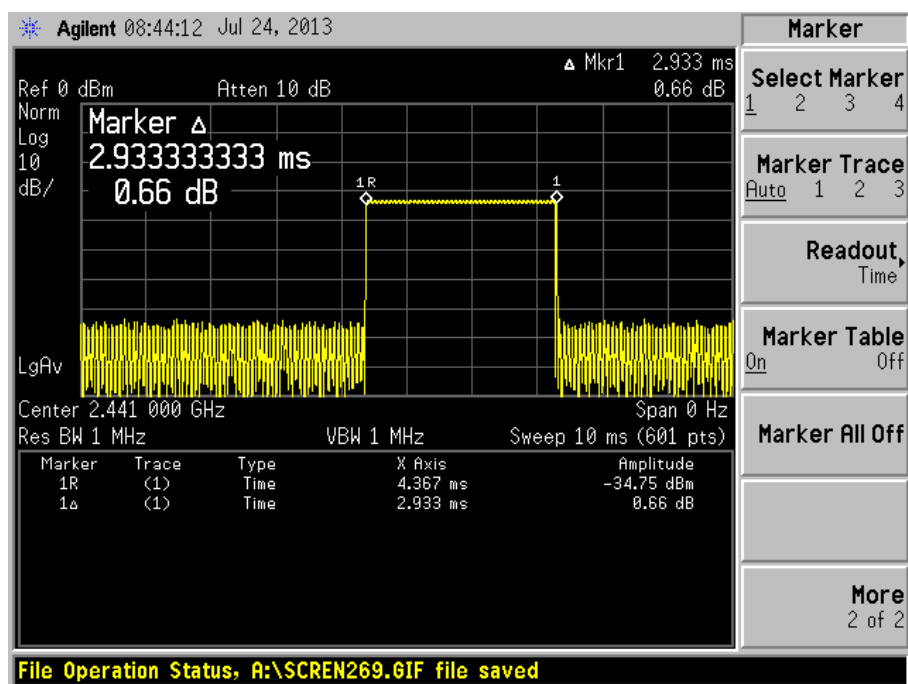 Agilent 08:44:12 Jul 24, 2013
Marker
Δ Mkr1 2.933 ms
Ref 0 dBm Atten 10 dB 0.66 dB
Norm
Log
10
dB/
Marker Δ
2.933333333 ms
0.66 dB
1R 1
LgAv
Center 2.441 000 GHz Span 0 Hz
Res BW 1 MHz VBW 1 MHz Sweep 10 ms (601 pts)
Marker Trace Type X Axis Amplitude
1R (1) Time 4.367 ms -34.75 dBm
1Δ (1) Time 2.933 ms 0.66 dB
Select Marker
1 2 3 4
Marker Trace
Auto 1 2 3
Readout
Time
Marker Table
On Off
Marker All Off
More
2 of 2
File Operation Status, A:\SCREN269.GIF file saved